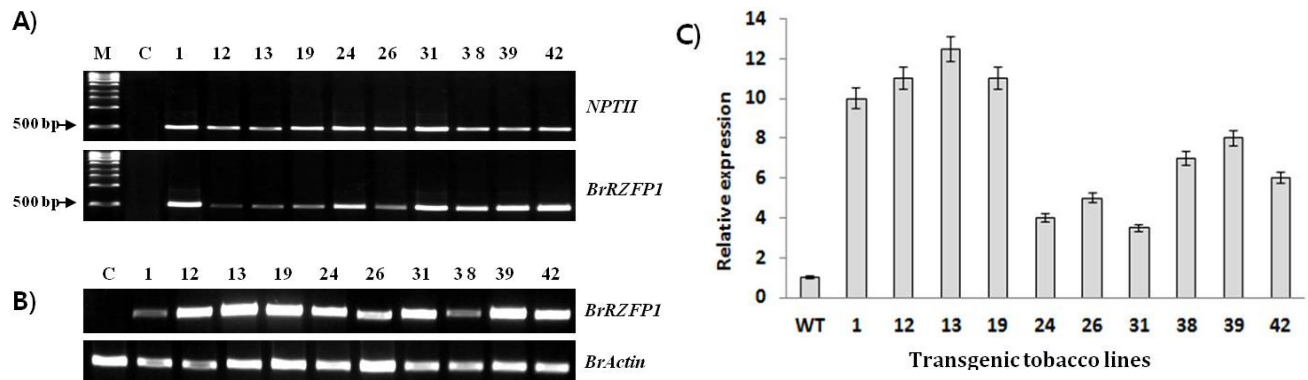 A)
M C 1 12 13 19 24 26 31 3 8 39 42
500 bp
NPTII
500 bp
BrRZFP1
B)
C 1 12 13 19 24 26 31 3 8 39 42
BrRZFP1
BrActin
C)
Relative expression
14
12
10
8
6
4
2
0
WT 1 12 13 19 24 26 31 38 39 42
Transgenic tobacco lines